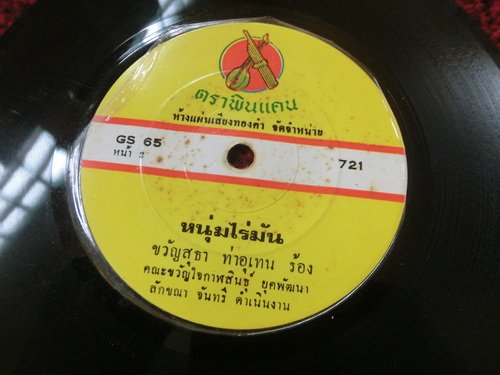 ตราพิณแคน
ห้างแผ่นเสียงทองคำ จัดจำหน่าย
GS 65
หน้า 2
721
หนุ่มไร่มัน
ขวัญสุธา ท่าอุเทน ร้อง
คณะขวัญใจกาฬสินธุ์ ยุคพัฒนา
ลักขณา จันทรี ดำเนินงาน